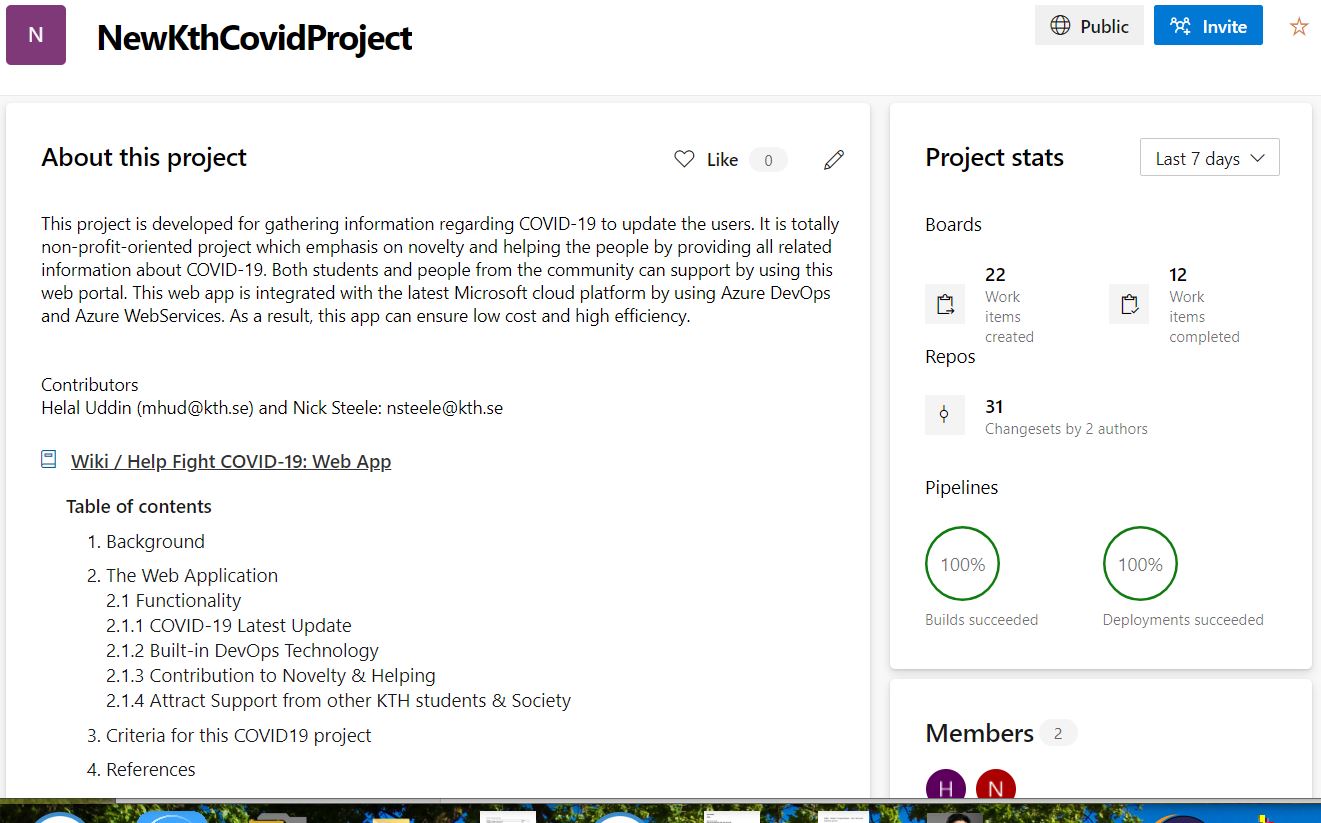 N
NewKthCovidProject
Public
Invite
About this project
Like
0
This project is developed for gathering information regarding COVID-19 to update the users. It is totally
non-profit-oriented project which emphasis on novelty and helping the people by providing all related
information about COVID-19. Both students and people from the community can support by using this
web portal. This web app is integrated with the latest Microsoft cloud platform by using Azure DevOps
and Azure WebServices. As a result, this app can ensure low cost and high efficiency.
Contributors
Helal Uddin (mhud@kth.se) and Nick Steele: nsteele@kth.se
Wiki / Help Fight COVID-19: Web App
Table of contents
1. Background
2. The Web Application
2.1 Functionality
2.1.1 COVID-19 Latest Update
2.1.2 Built-in DevOps Technology
2.1.3 Contribution to Novelty & Helping
2.1.4 Attract Support from other KTH students & Society
3. Criteria for this COVID19 project
4. References
Project stats
Last 7 days
Boards
22
Work
items
created
12
Work
items
completed
Repos
31
Changesets by 2 authors
Pipelines
100%
Builds succeeded
100%
Deployments succeeded
Members
2
H
N